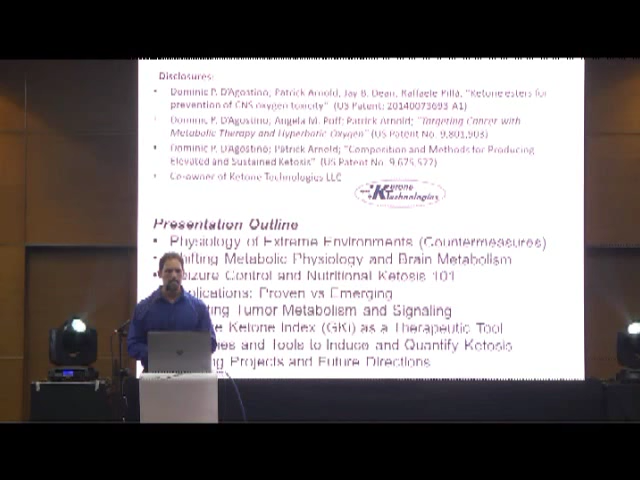 Disclosures:
• Dominic P. D'Agostino, Patrick Arnold, Jay B. Dean, Raffaele Pilla, "Ketone esters for
prevention of CNS oxygen toxicity" (US Patent: 20140073693 A1)
• Dominic P. D'Agostino, Angela M. Poff; Patrick Arnold; "Targeting Cancer with
Metabolic Therapy and Hyperbaric Oxygen" (US Patent No. 9,801,903)
• Dominic P. D'Agostino; Patrick Arnold; "Composition and Methods for Producing
Elevated and Sustained Ketosis" (US Patent No. 9,675,577)
• Co-owner of Ketone Technologies LLC
Ketone
Technologies
Presentation Outline
• Physiology of Extreme Environments (Countermeasures)
hifting Metabolic Physiology and Brain Metabolism
eizure Control and Nutritional Ketosis 101
plications: Proven vs Emerging
ting Tumor Metabolism and Signaling
Ketone Index (GKI) as a Therapeutic Tool
and Tools to Induce and Quantify Ketosis
Projects and Future Directions